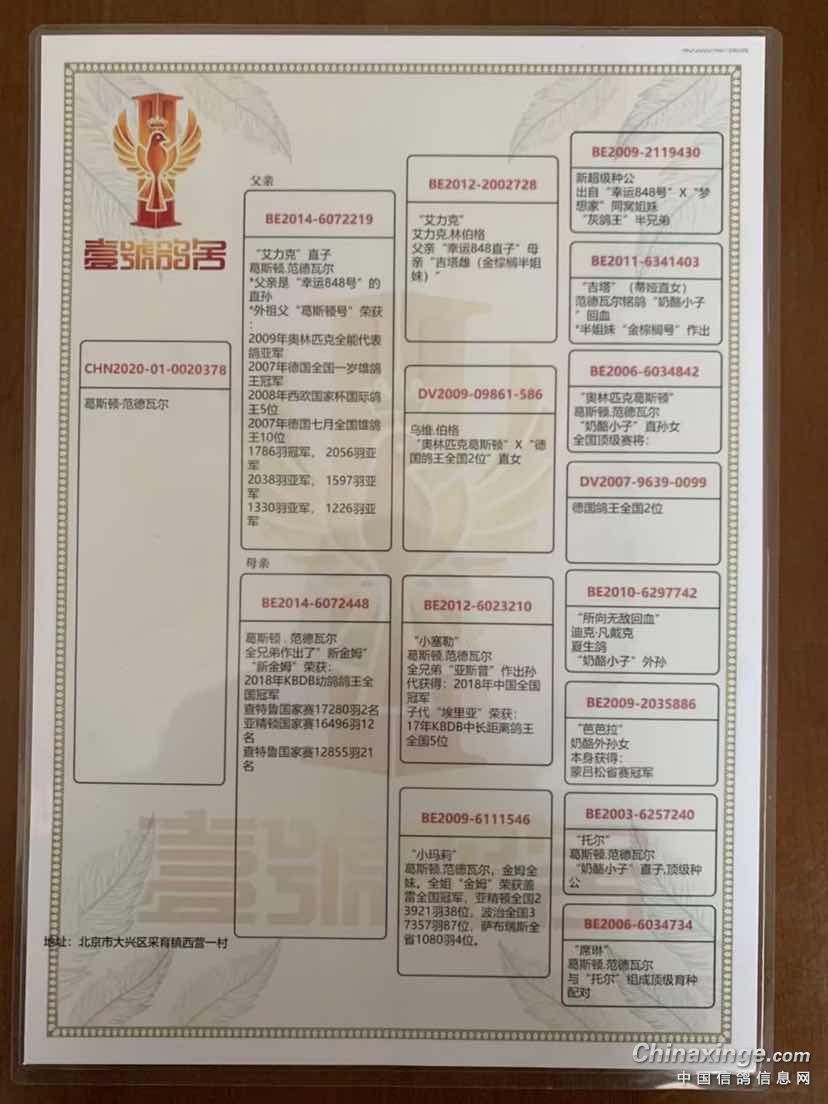 壹號鸽舍
CHN2020-01-0020378
葛斯顿·范德瓦尔
父亲
BE2014-6072219
“艾力克”直子
葛斯顿.范德瓦尔
*父亲是“幸运848号”的
直孙
*外祖父“葛斯顿号”荣获
：
2009年奥林匹克全能代表
鸽亚军
2007年德国全国一岁雄鸽
王冠军
2008年西欧国家杯国际鸽
王5位
2007年德国七月全国雄鸽
王10位
1786羽冠军， 2056羽亚
军
2038羽亚军， 1597羽亚
军
1330羽亚军， 1226羽亚
军
母亲
BE2014-6072448
葛斯顿 . 范德瓦尔
全兄弟作出了“新金姆”
“新金姆”荣获：
2018年KBDB幼鸽鸽王全
国冠军
查特鲁国家赛17280羽2名
亚精顿国家赛16496羽12
名
查特鲁国家赛12855羽21
名
BE2012-2002728
“艾力克”
艾力克.林伯格
父亲“幸运848直子”母
亲“吉塔雌（金棕榈半姐
妹）”
DV2009-09861-586
乌维.伯格
“奥林匹克葛斯顿”X“德
国鸽王全国2位”直女
BE2012-6023210
“小塞勒”
葛斯顿.范德瓦尔
全兄弟“亚斯普”作出孙
代获得：2018年中国全国
冠军
子代“埃里亚”荣获：
17年KBDB中长距离鸽王
全国5位
BE2009-6111546
“小玛莉”
葛斯顿.范德瓦尔，金姆全
妹。全姐“金姆”荣获盖
雷全国冠军，亚精顿全国2
3921羽38位，波治全国3
7357羽87位，萨布瑞斯全
省1080羽4位。
BE2009-2119430
新超级种公
出自“幸运848号”X“梦
想家”同窝姐妹
“灰鸽王”半兄弟
BE2011-6341403
“吉塔”（蒂娅直女）
范德瓦尔铭鸽“奶酪小子
”回血
*半姐妹“金棕榈号”作出
BE2006-6034842
“奥林匹克葛斯顿”
葛斯顿.范德瓦尔
“奶酪小子”直孙女
全国顶级赛将：
DV2007-9639-0099
德国鸽王全国2位
BE2010-6297742
“所向无敌回血”
迪克·凡戴克
夏生鸽
“奶酪小子”外孙
BE2009-2035886
“芭芭拉”
奶酪外孙女
本身获得：
蒙吕松省赛冠军
BE2003-6257240
“托尔”
葛斯顿.范德瓦尔
“奶酪小子”直子,顶级种
公
BE2006-6034734
“席琳”
葛斯顿.范德瓦尔
与“托尔”组成顶级育种
配对
地址：北京市大兴区采育镇西营一村
Chinaxinge.com
中国信鸽信息网